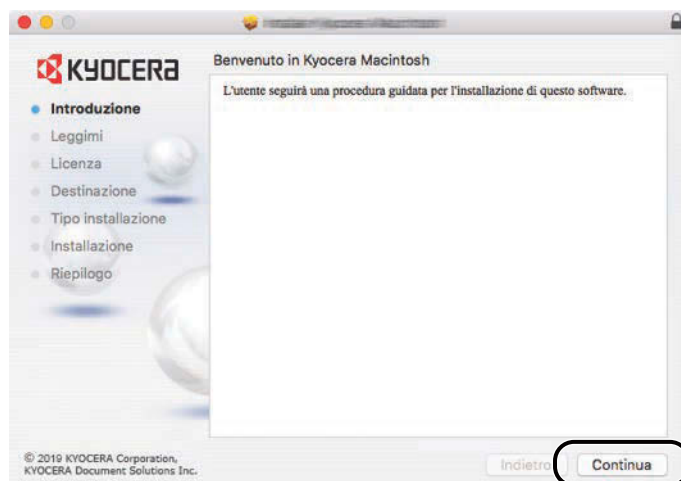 KYOCERA
Benvenuto in Kyocera Macintosh
L'utente seguirà una procedura guidata per l'installazione di questo software.
Introduzione
Leggimi
Licenza
Destinazione
Tipo installazione
Installazione
Riepilogo
© 2019 KYOCERA Corporation,
KYOCERA Document Solutions Inc.
Indietro
Continua